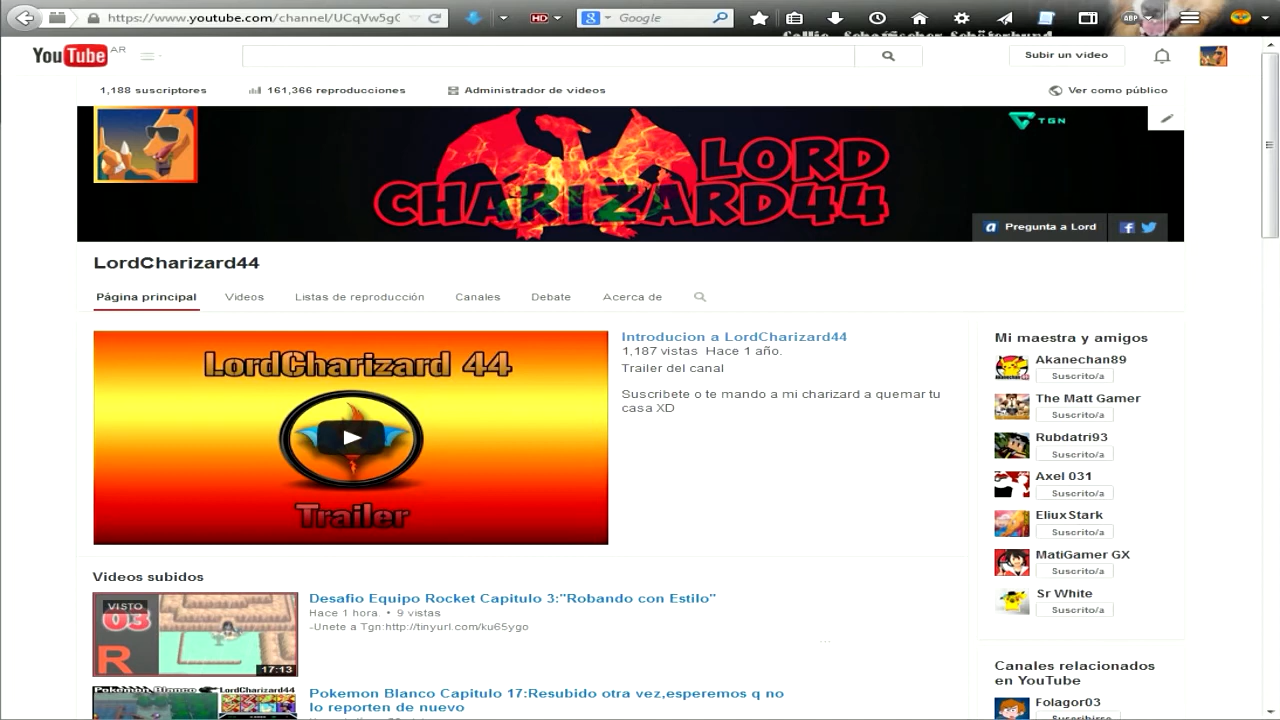 https://www.youtube.com/channel/UCqVw5gC
HD
Google
ABP
YouTube AR
Subir un video
1,188 suscriptores
161,366 reproducciones
Administrador de videos
Ver como público
TGN
LORD
CHARIZARD44
Pregunta a Lord
LordCharizard44
Página principal
Videos
Listas de reproducción
Canales
Debate
Acerca de
LordCharizard 44
Trailer
Introducion a LordCharizard44
1,187 vistas Hace 1 año.
Trailer del canal
Suscribete o te mando a mi charizard a quemar tu
casa XD
Mi maestra y amigos
Akanechan89
Suscrito/a
The Matt Gamer
Suscrito/a
Rubdatri93
Suscrito/a
Axel 031
Suscrito/a
EliuxStark
Suscrito/a
MatiGamer GX
Suscrito/a
Sr White
Suscrito/a
Videos subidos
VISTO
03
R
17:13
Desafio Equipo Rocket Capitulo 3:"Robando con Estilo"
Hace 1 hora. • 9 vistas
-Unete a Tgn:http://tinyurl.com/ku65ygo
Pokemon Blanco
LordCharizard44
Pokemon Blanco Capitulo 17:Resubido otra vez,esperemos q no
lo reporten de nuevo
Canales relacionados
en YouTube
Folagor03
Suscribirse